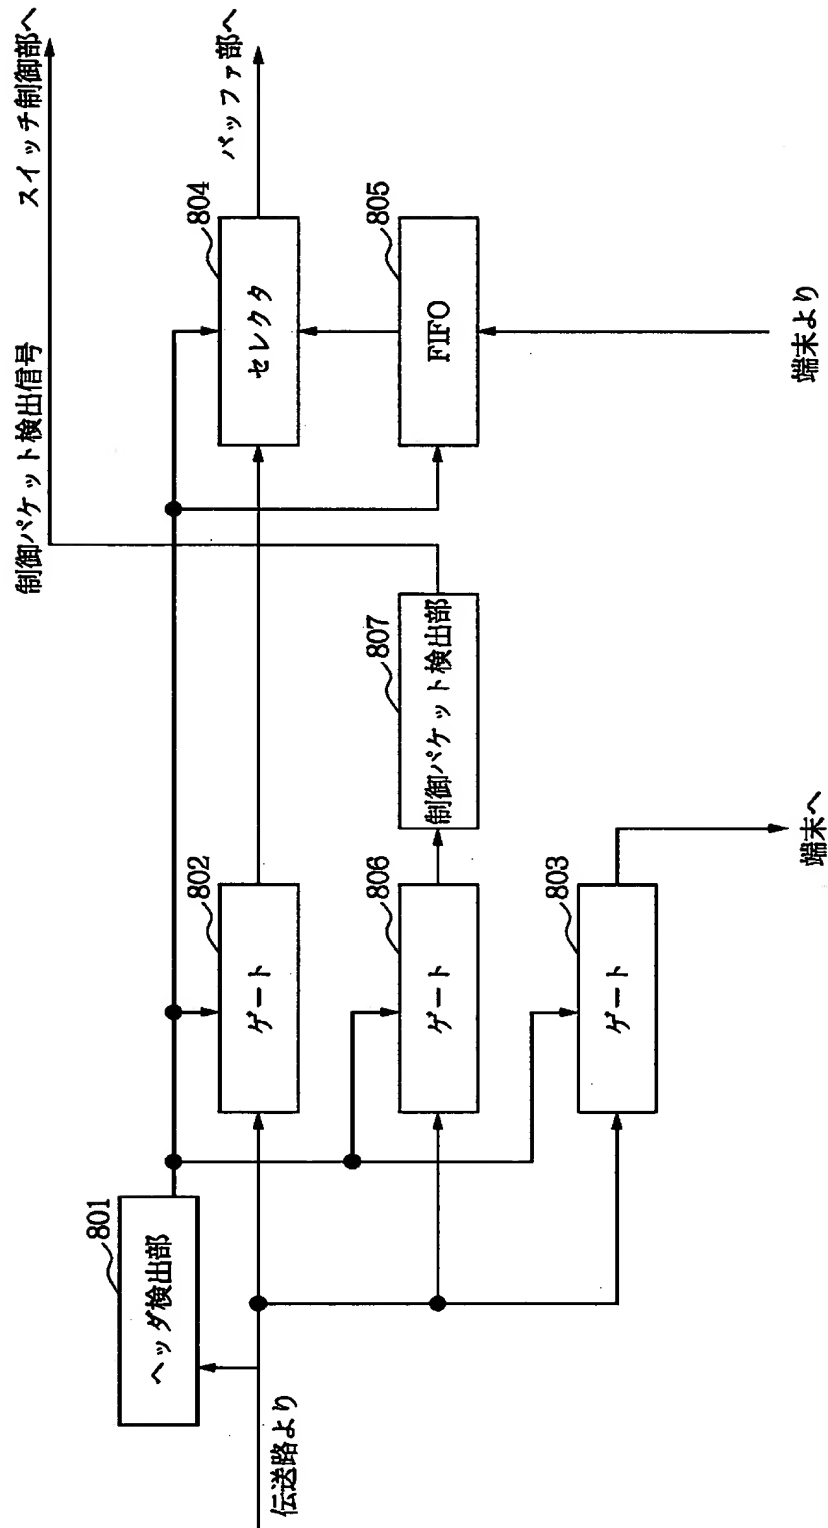 制御パケット検出信号
スイッチ制御部へ
801
ヘッダ検出部
802
ゲート
804
セレクタ
バッファ部へ
伝送路より
806
ゲート
807
制御パケット検出部
805
FIFO
803
ゲート
端末へ
端末より